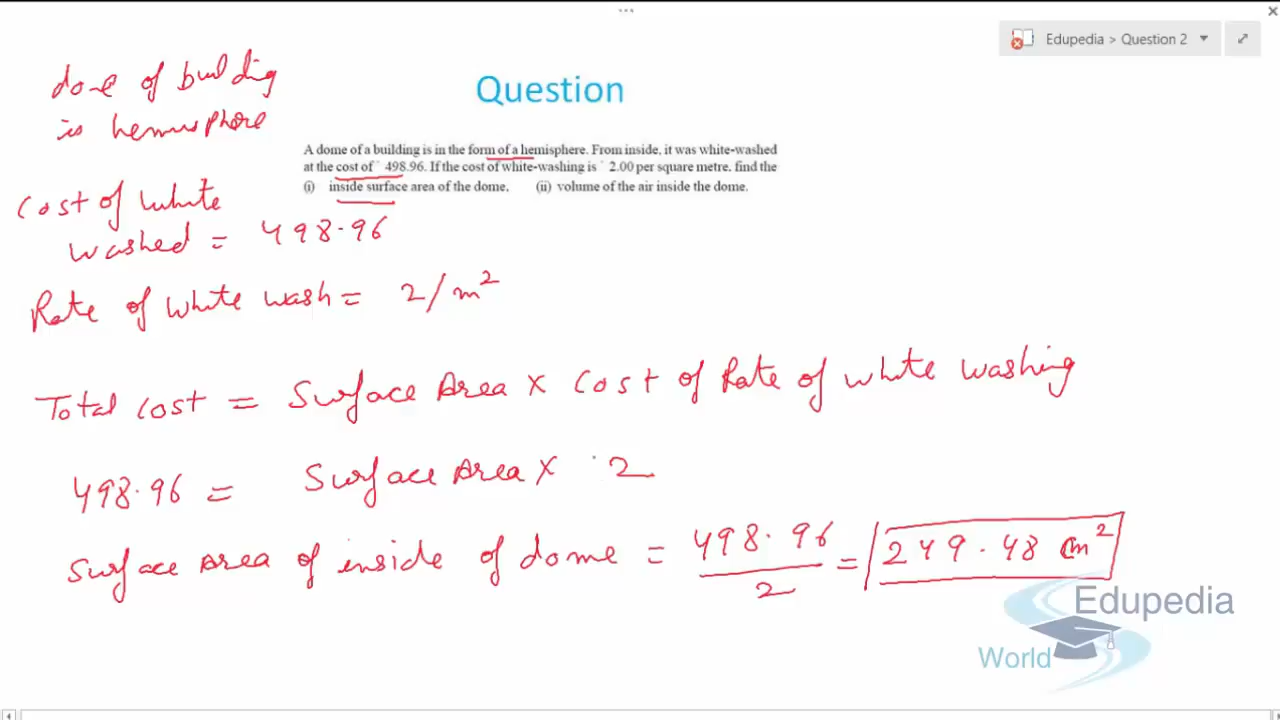 Edupedia > Question 2
dome of building
is hemisphere
Question
A dome of a building is in the form of a hemisphere. From inside, it was white-washed
at the cost of ` 498.96. If the cost of white-washing is ` 2.00 per square metre, find the
(i) inside surface area of the dome, (ii) volume of the air inside the dome.
Cost of white
washed = 498.96
Rate of white wash = 2/m²
Total cost = Surface Area × Cost of Rate of white washing
498.96 = Surface Area × 2
Surface Area of inside of dome = 498.96/2 = 249.48 cm²
Edupedia
World